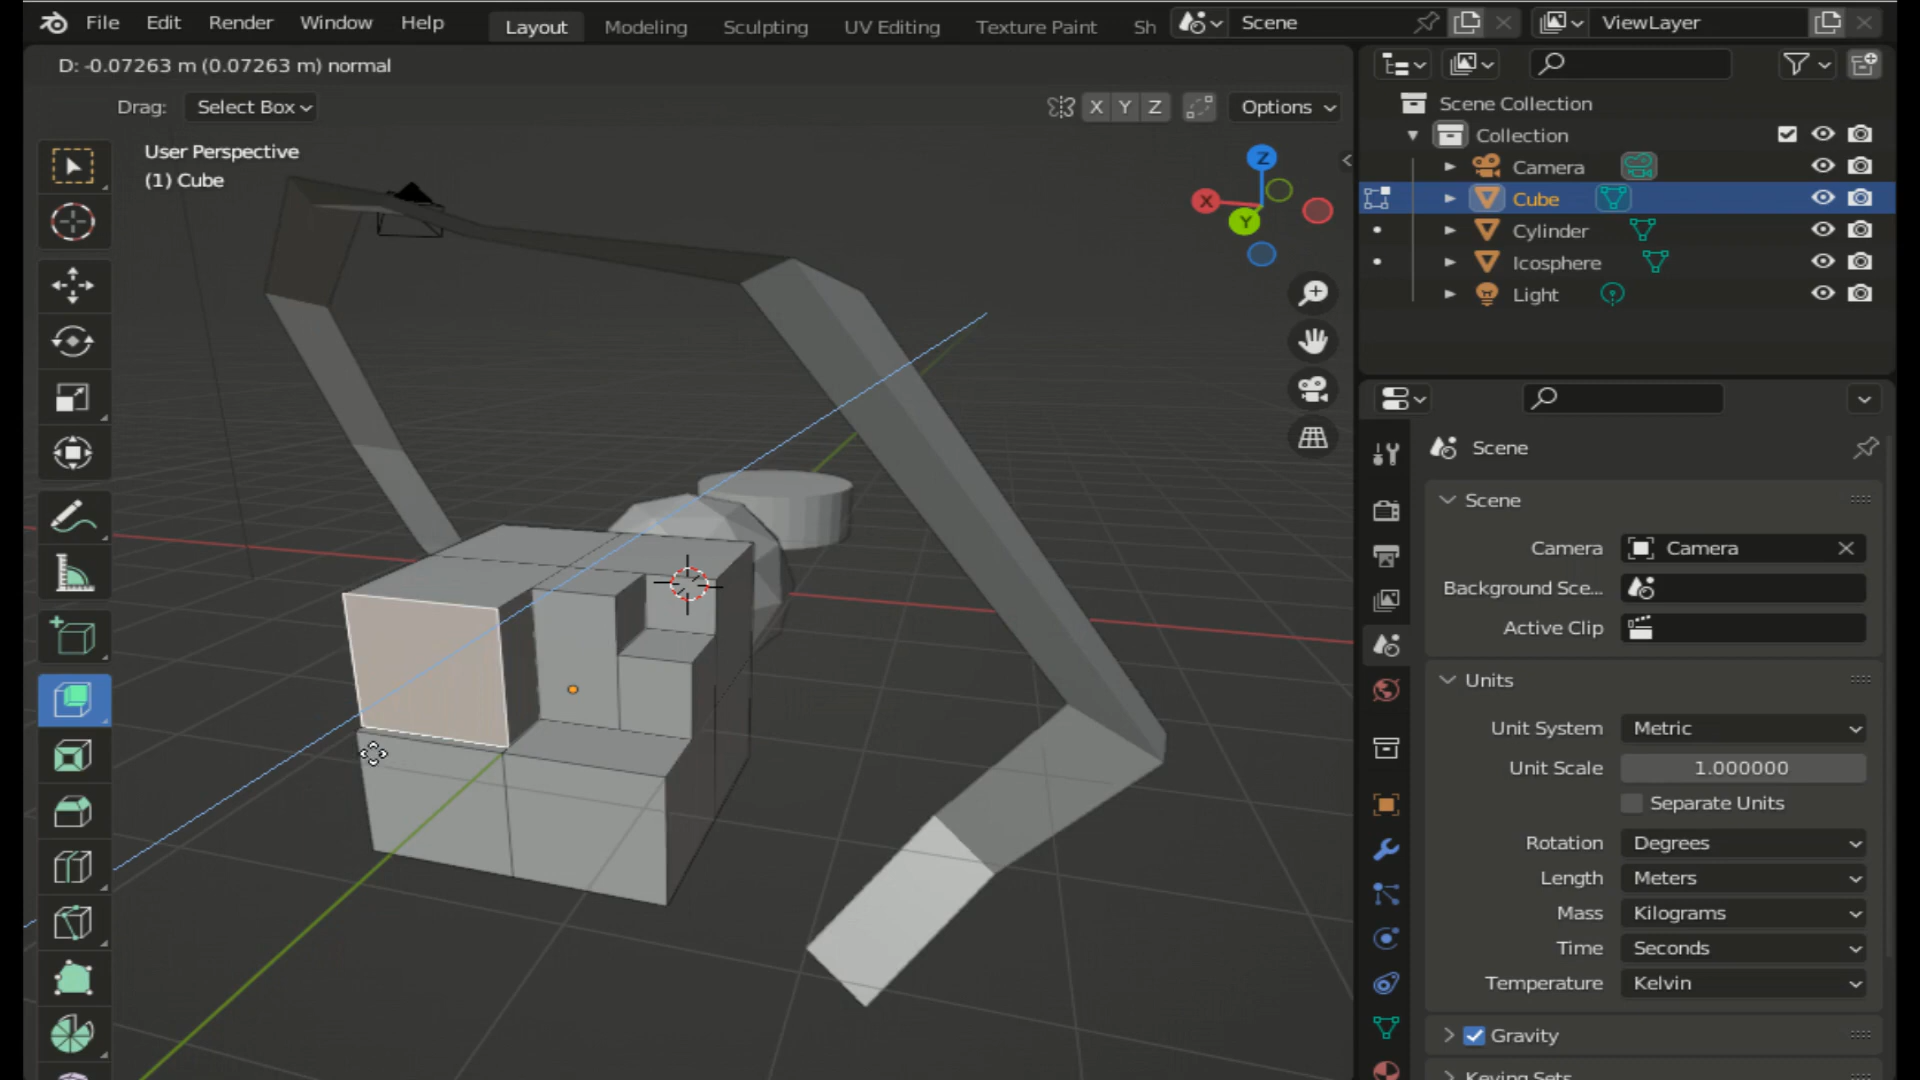 File Edit Render Window Help Layout Modeling Sculpting UV Editing Texture Paint Sh Scene ViewLayer
D: -0.07263 m (0.07263 m) normal
Drag: Select Box X Y Z Options
User Perspective
(1) Cube
Z
X
Y
Scene Collection
Collection
Camera
Cube
Cylinder
Icosphere
Light
Scene
Scene
Camera Camera
Background Sce...
Active Clip
Units
Unit System Metric
Unit Scale 1.000000
Separate Units
Rotation Degrees
Length Meters
Mass Kilograms
Time Seconds
Temperature Kelvin
Gravity
Keying Sets